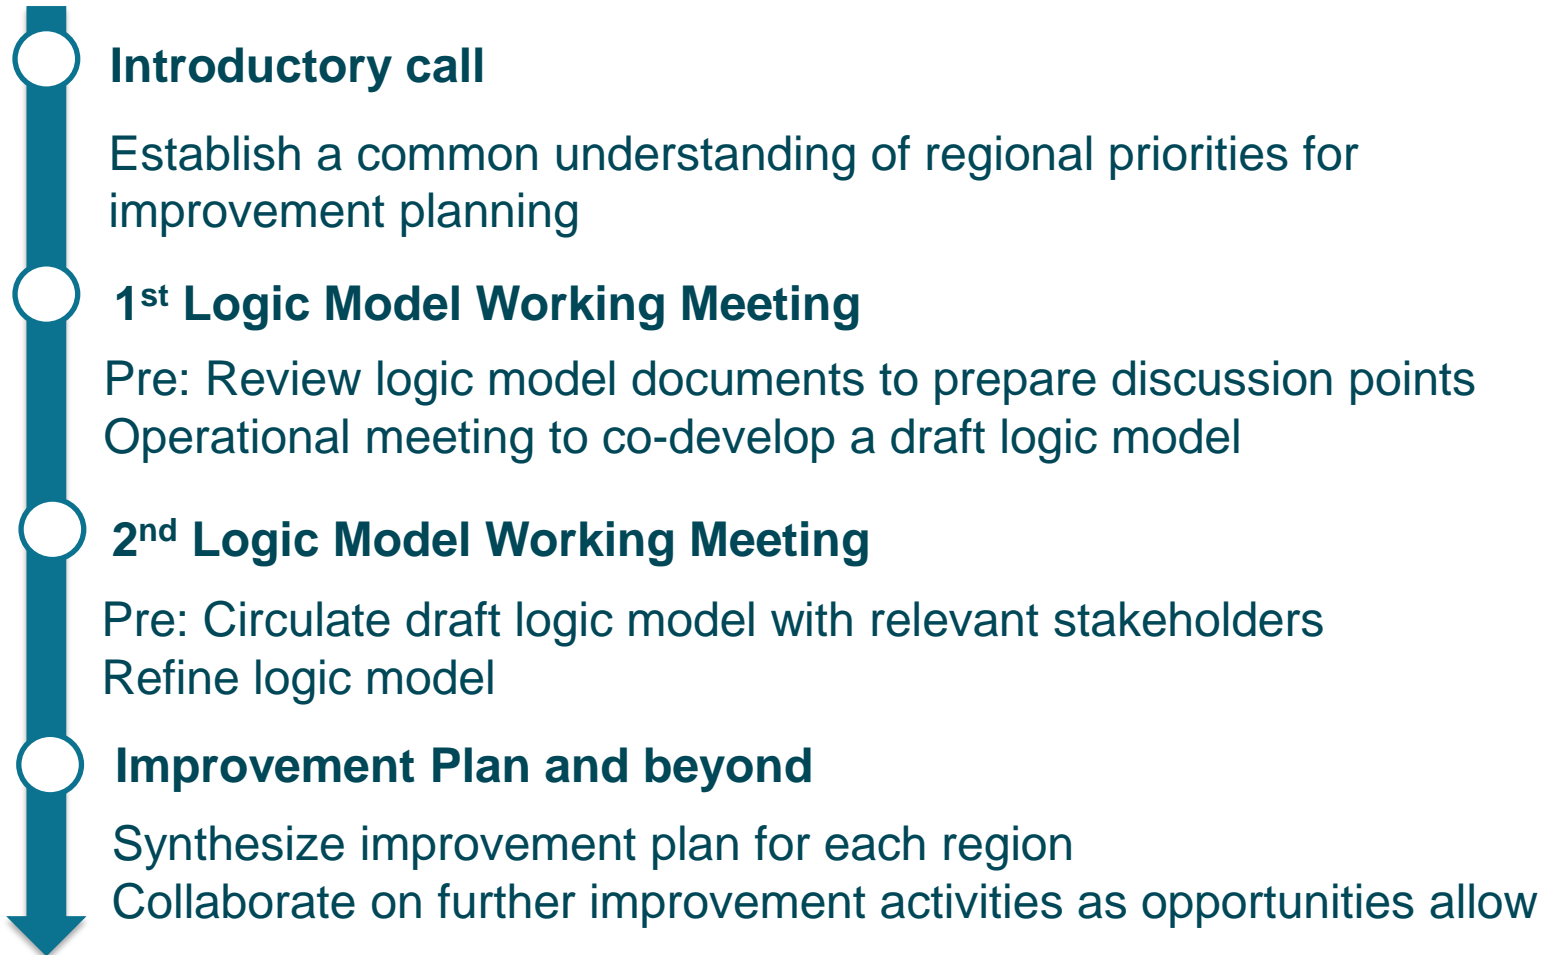 Introductory call
Establish a common understanding of regional priorities for
improvement planning
1st Logic Model Working Meeting
Pre: Review logic model documents to prepare discussion points
Operational meeting to co-develop a draft logic model
2nd Logic Model Working Meeting
Pre: Circulate draft logic model with relevant stakeholders
Refine logic model
Improvement Plan and beyond
Synthesize improvement plan for each region
Collaborate on further improvement activities as opportunities allow